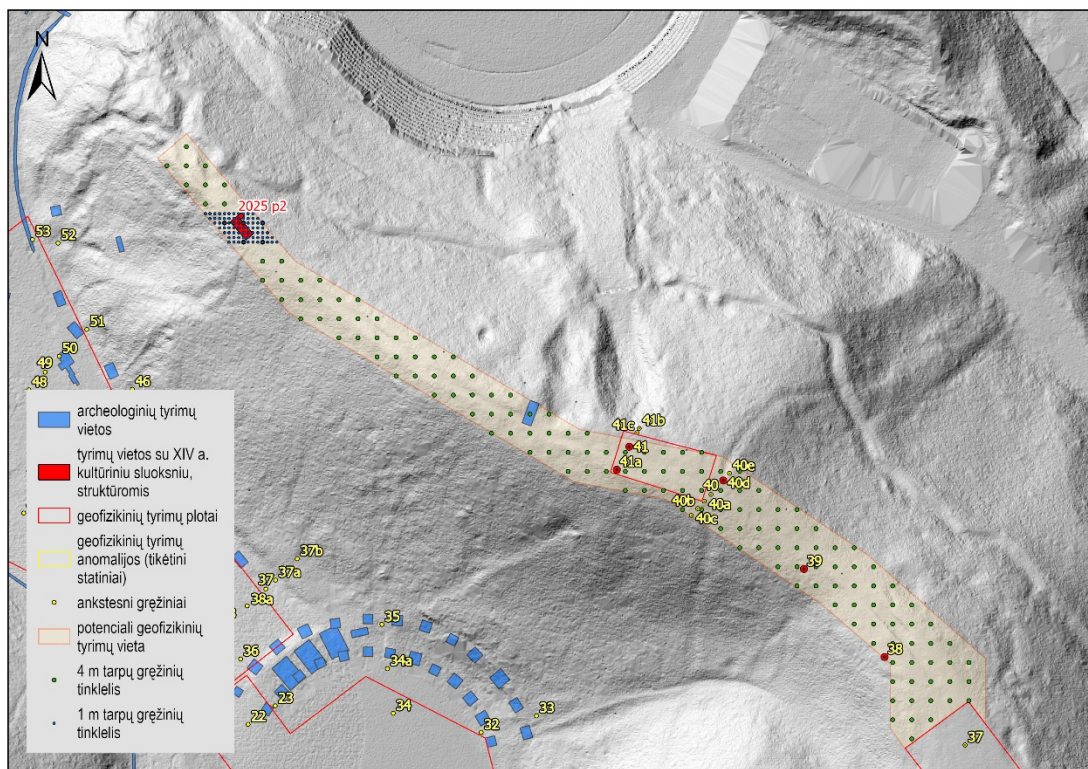 N
2025 p2
53
52
51
50
49
48
46
41c
41b
41
41a
40e
40
40d
40b
40a
40c
39
38
37
37b
37
37a
38a
36
35
34a
34
33
32
23
22
archeologinių tyrimų
vietos
tyrimų vietos su XIV a.
kultūriniu sluoksniu,
struktūromis
geofizikinių tyrimų plotai
geofizikinių tyrimų
anomalijos (tikėtini
statiniai)
ankstesni gręžiniai
potenciali geofizikinių
tyrimų vieta
4 m tarpų gręžinių
tinklelis
1 m tarpų gręžinių
tinklelis